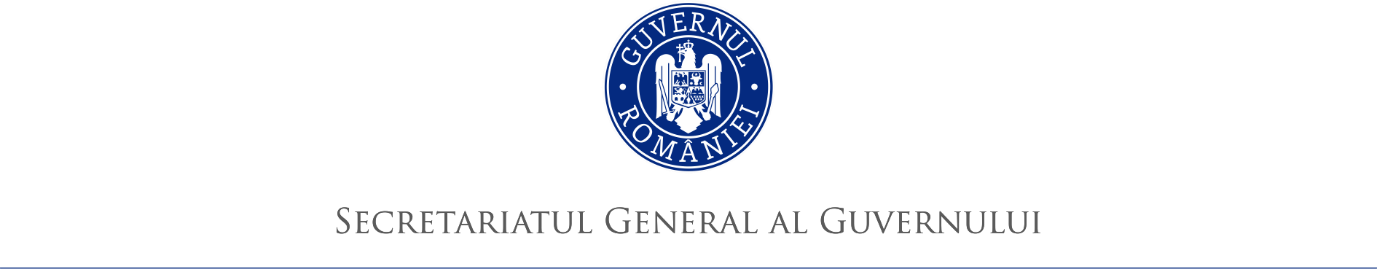 GUVERNUL
ROMÂNIEI
Secretariatul General al Guvernului